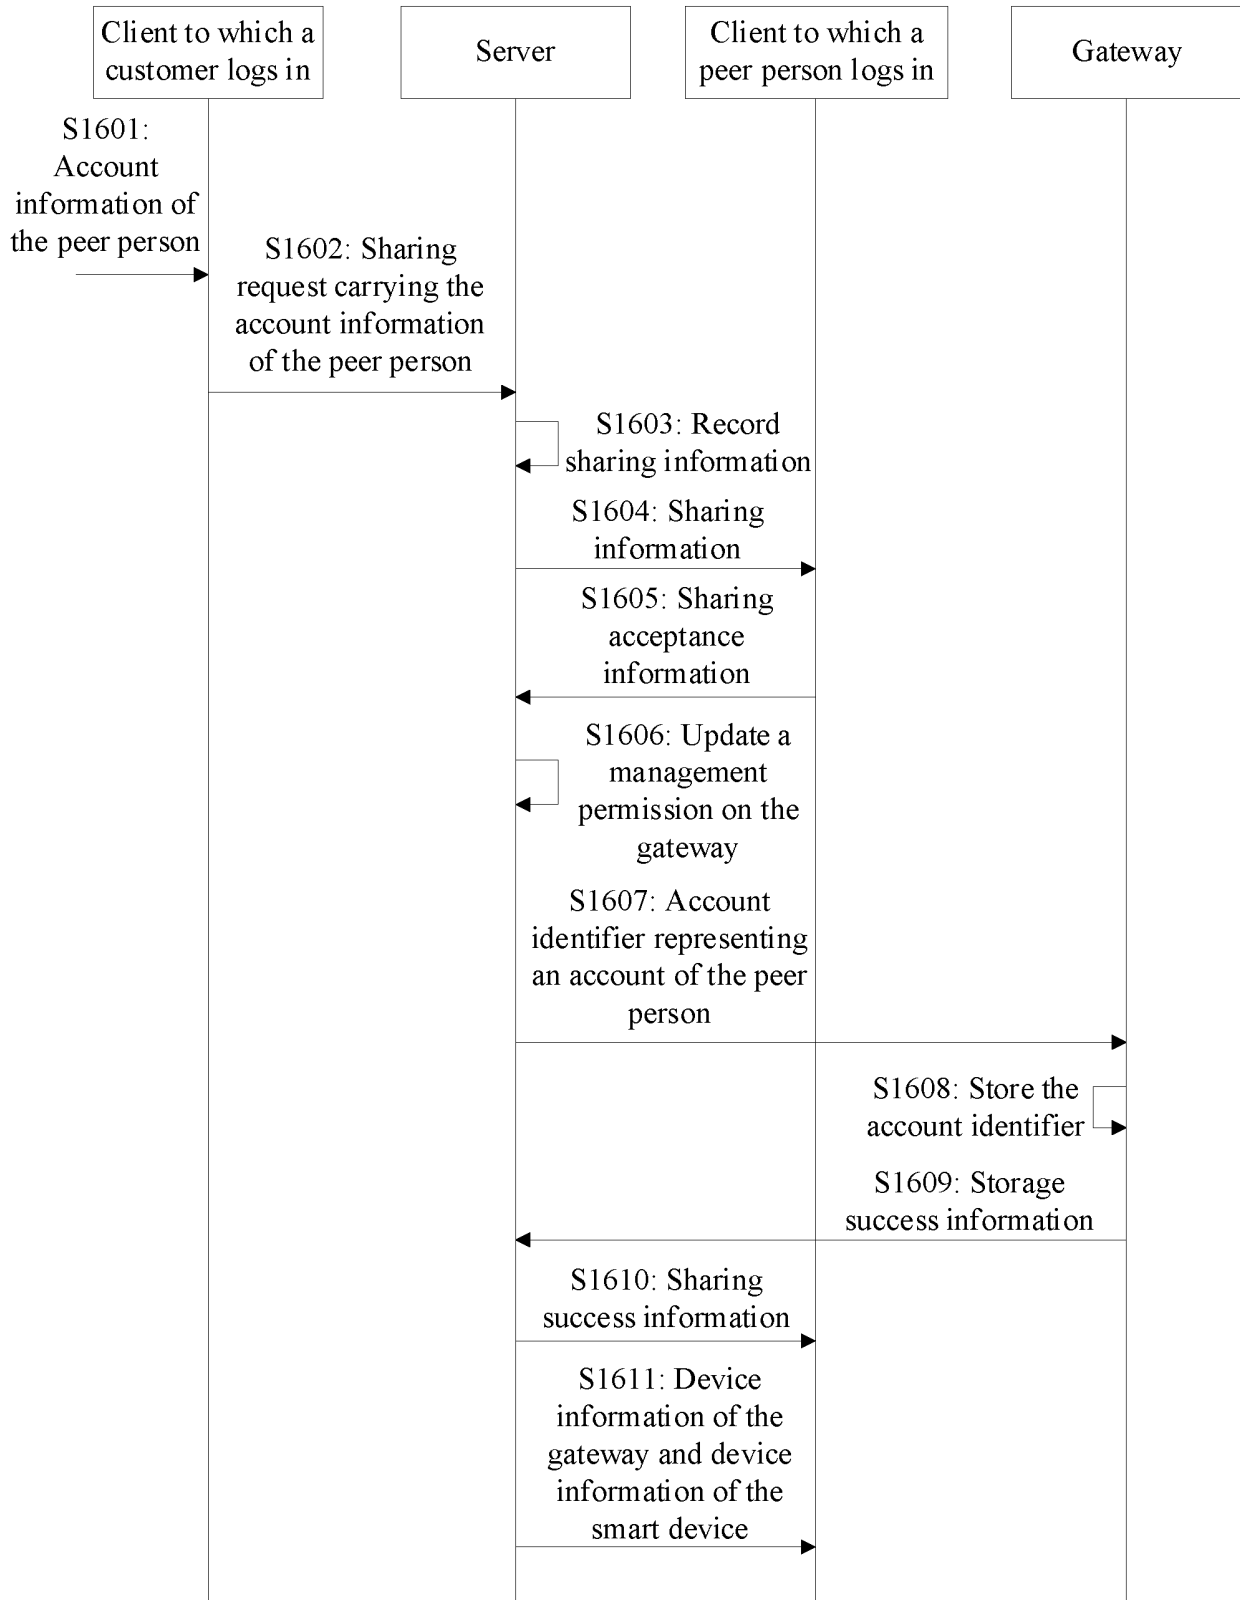 Client to which a
customer logs in
Server
Client to which a
peer person logs in
Gateway
S1601:
Account
information of
the peer person
S1602: Sharing
request carrying the
account information
of the peer person
S1603: Record
sharing information
S1604: Sharing
information
S1605: Sharing
acceptance
information
S1606: Update a
management
permission on the
gateway
S1607: Account
identifier representing
an account of the peer
person
S1608: Store the
account identifier
S1609: Storage
success information
S1610: Sharing
success information
S1611: Device
information of the
gateway and device
information of the
smart device